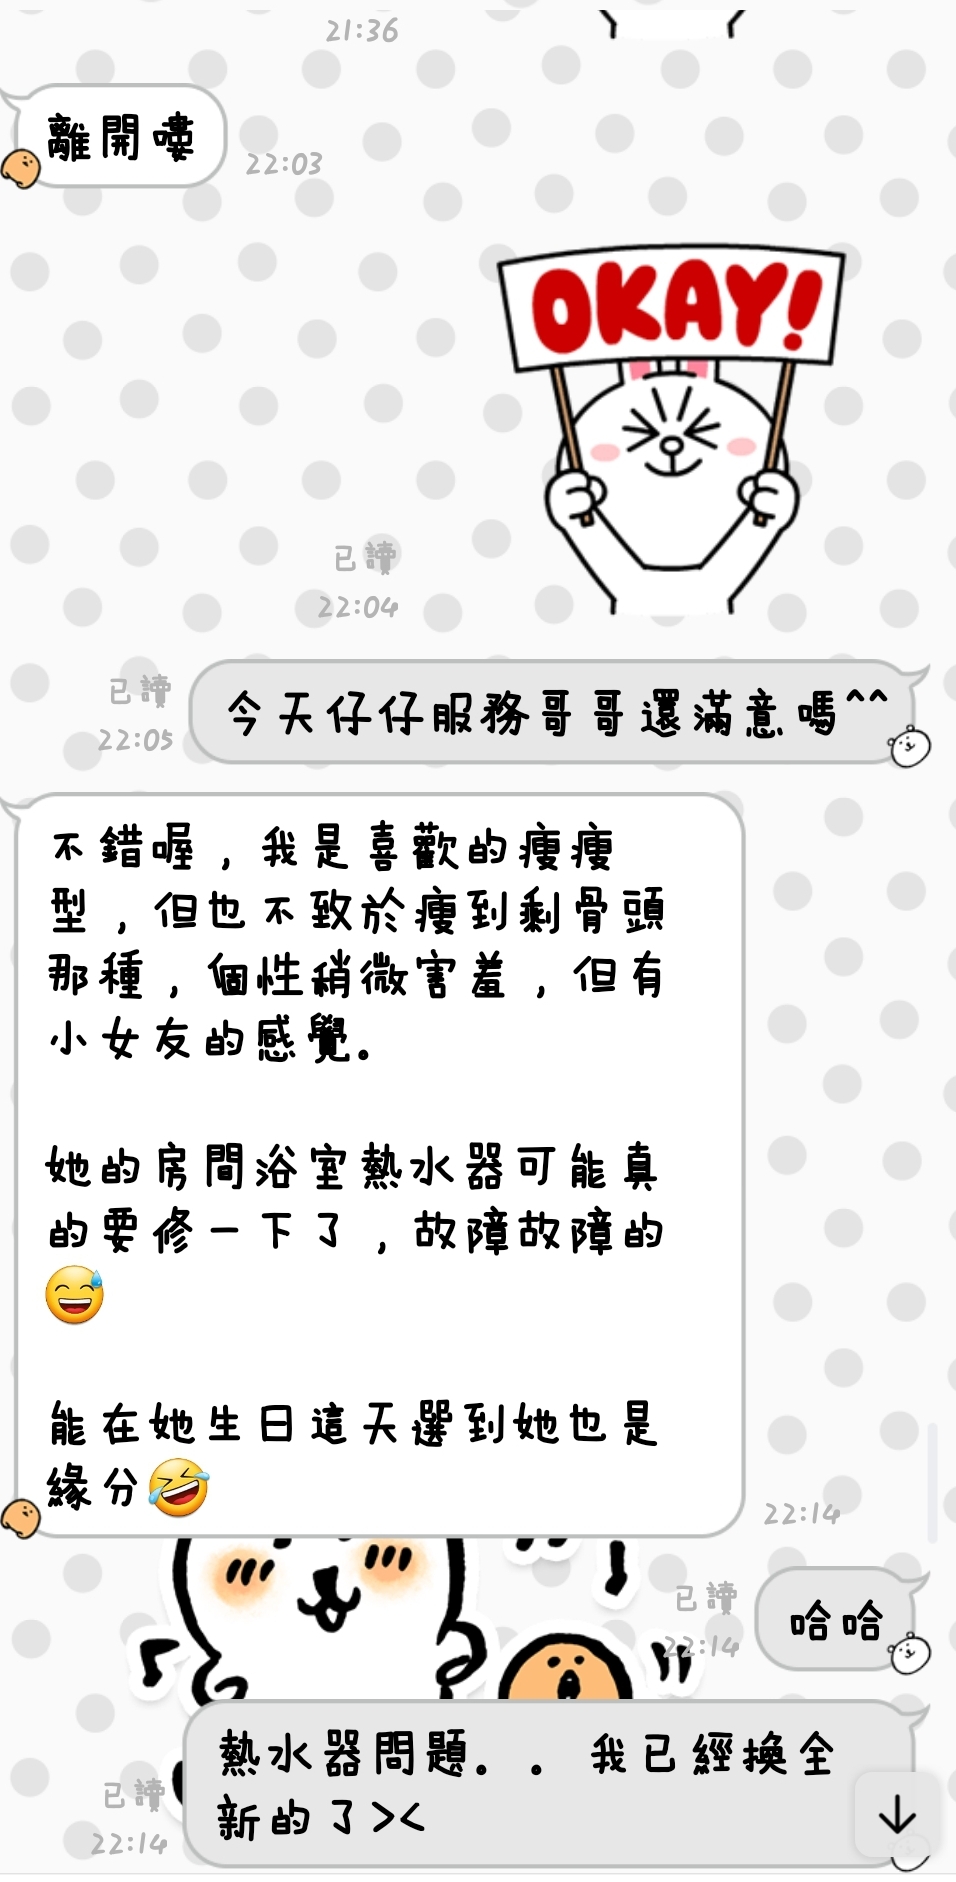 21:36
離開嘍
22:03
OKAY!
已讀
22:04
已讀
22:05
今天仔仔服務哥哥還滿意嗎^^
不錯喔，我是喜歡的瘦瘦
型，但也不致於瘦到剩骨頭
那種，個性稍微害羞，但有
小女友的感覺。
她的房間浴室熱水器可能真
的要修一下了，故障故障的
😅
能在她生日這天選到她也是
緣分🤣
22:14
已讀
22:14
哈哈
熱水器問題．．我已經換全
新的了><
已讀
22:14